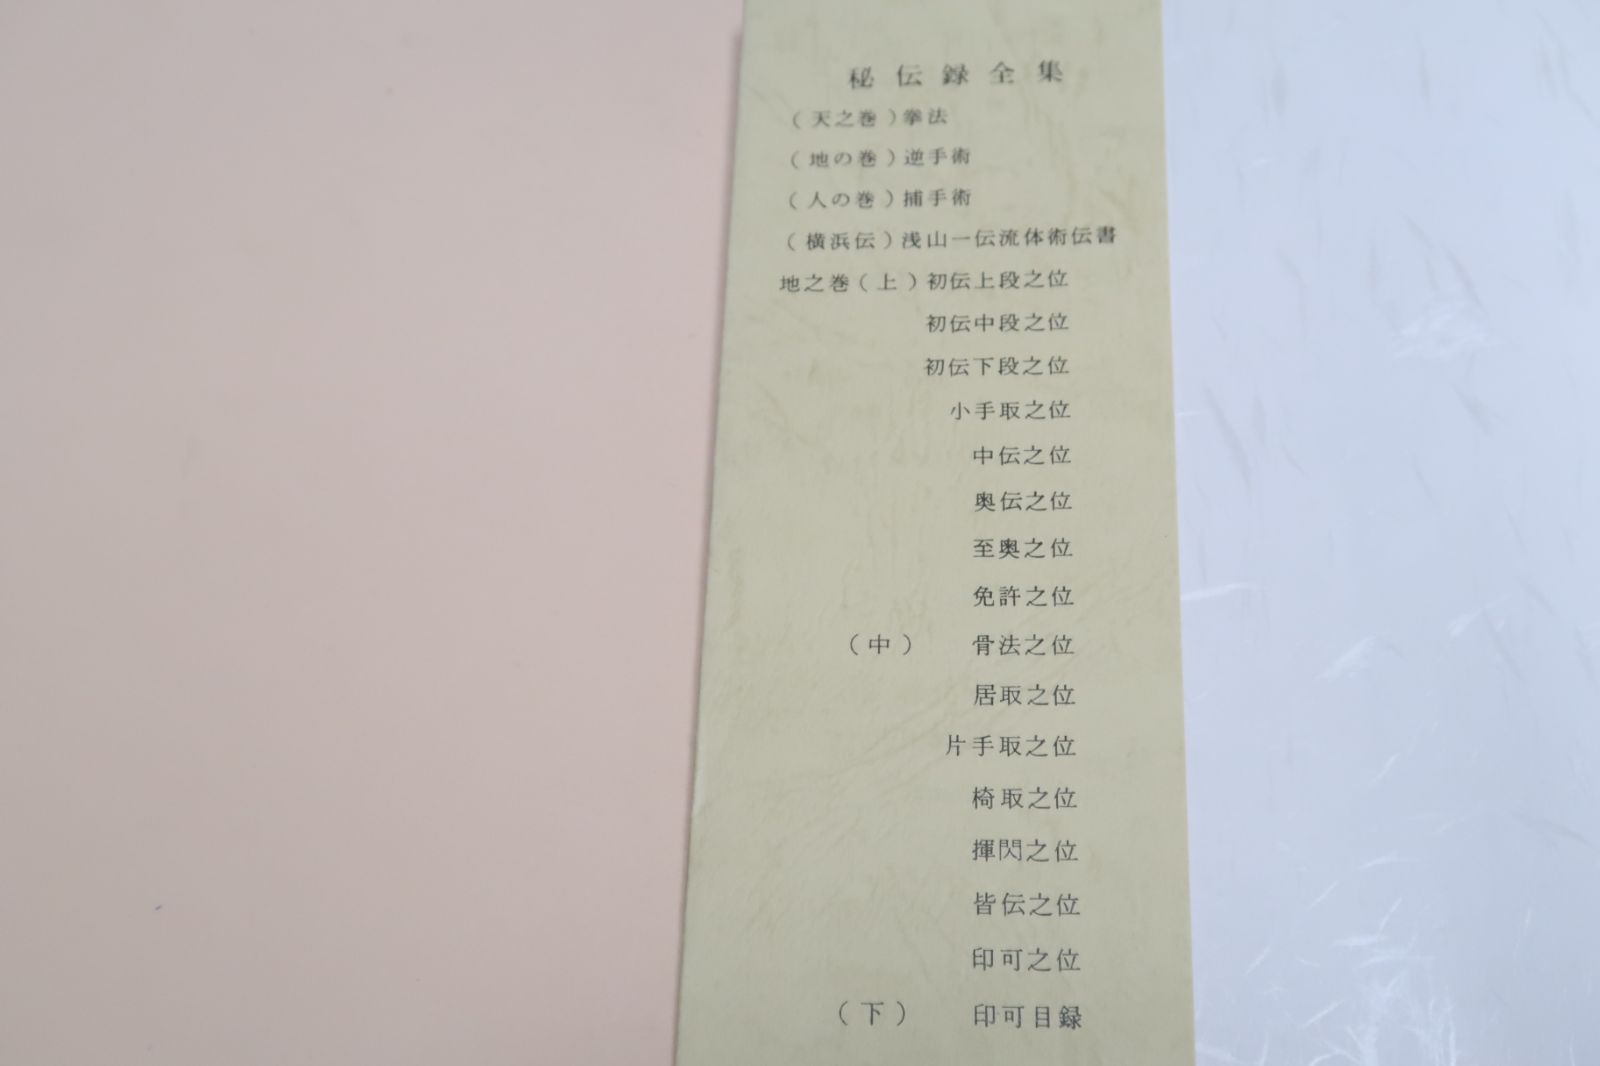 秘伝録全集
（天之巻）拳法
（地の巻）逆手術
（人の巻）捕手術
（横浜伝）浅山一伝流体術伝書
地之巻（上）初伝上段之位
初伝中段之位
初伝下段之位
小手取之位
中伝之位
奥伝之位
至奥之位
免許之位
（中）　骨法之位
居取之位
片手取之位
椅取之位
揮閃之位
皆伝之位
印可之位
（下）　印可目録